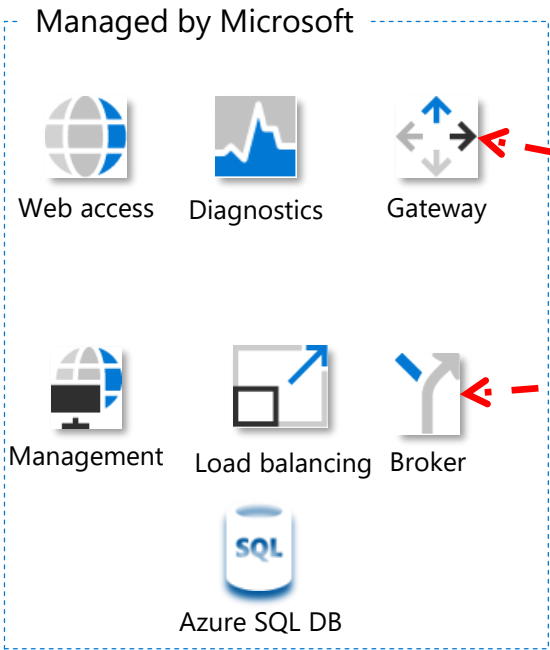 Managed by Microsoft
Web access
Diagnostics
Gateway
Management
Load balancing
Broker
SQL
Azure SQL DB